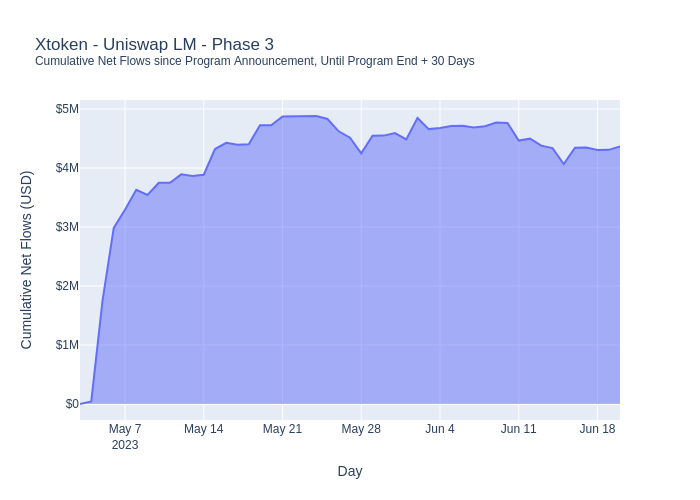 Xtoken - Uniswap LM - Phase 3
Cumulative Net Flows since Program Announcement, Until Program End + 30 Days
Cumulative Net Flows (USD)
$5M
$4M
$3M
$2M
$1M
$0
May 7
2023
May 14
May 21
May 28
Jun 4
Jun 11
Jun 18
Day